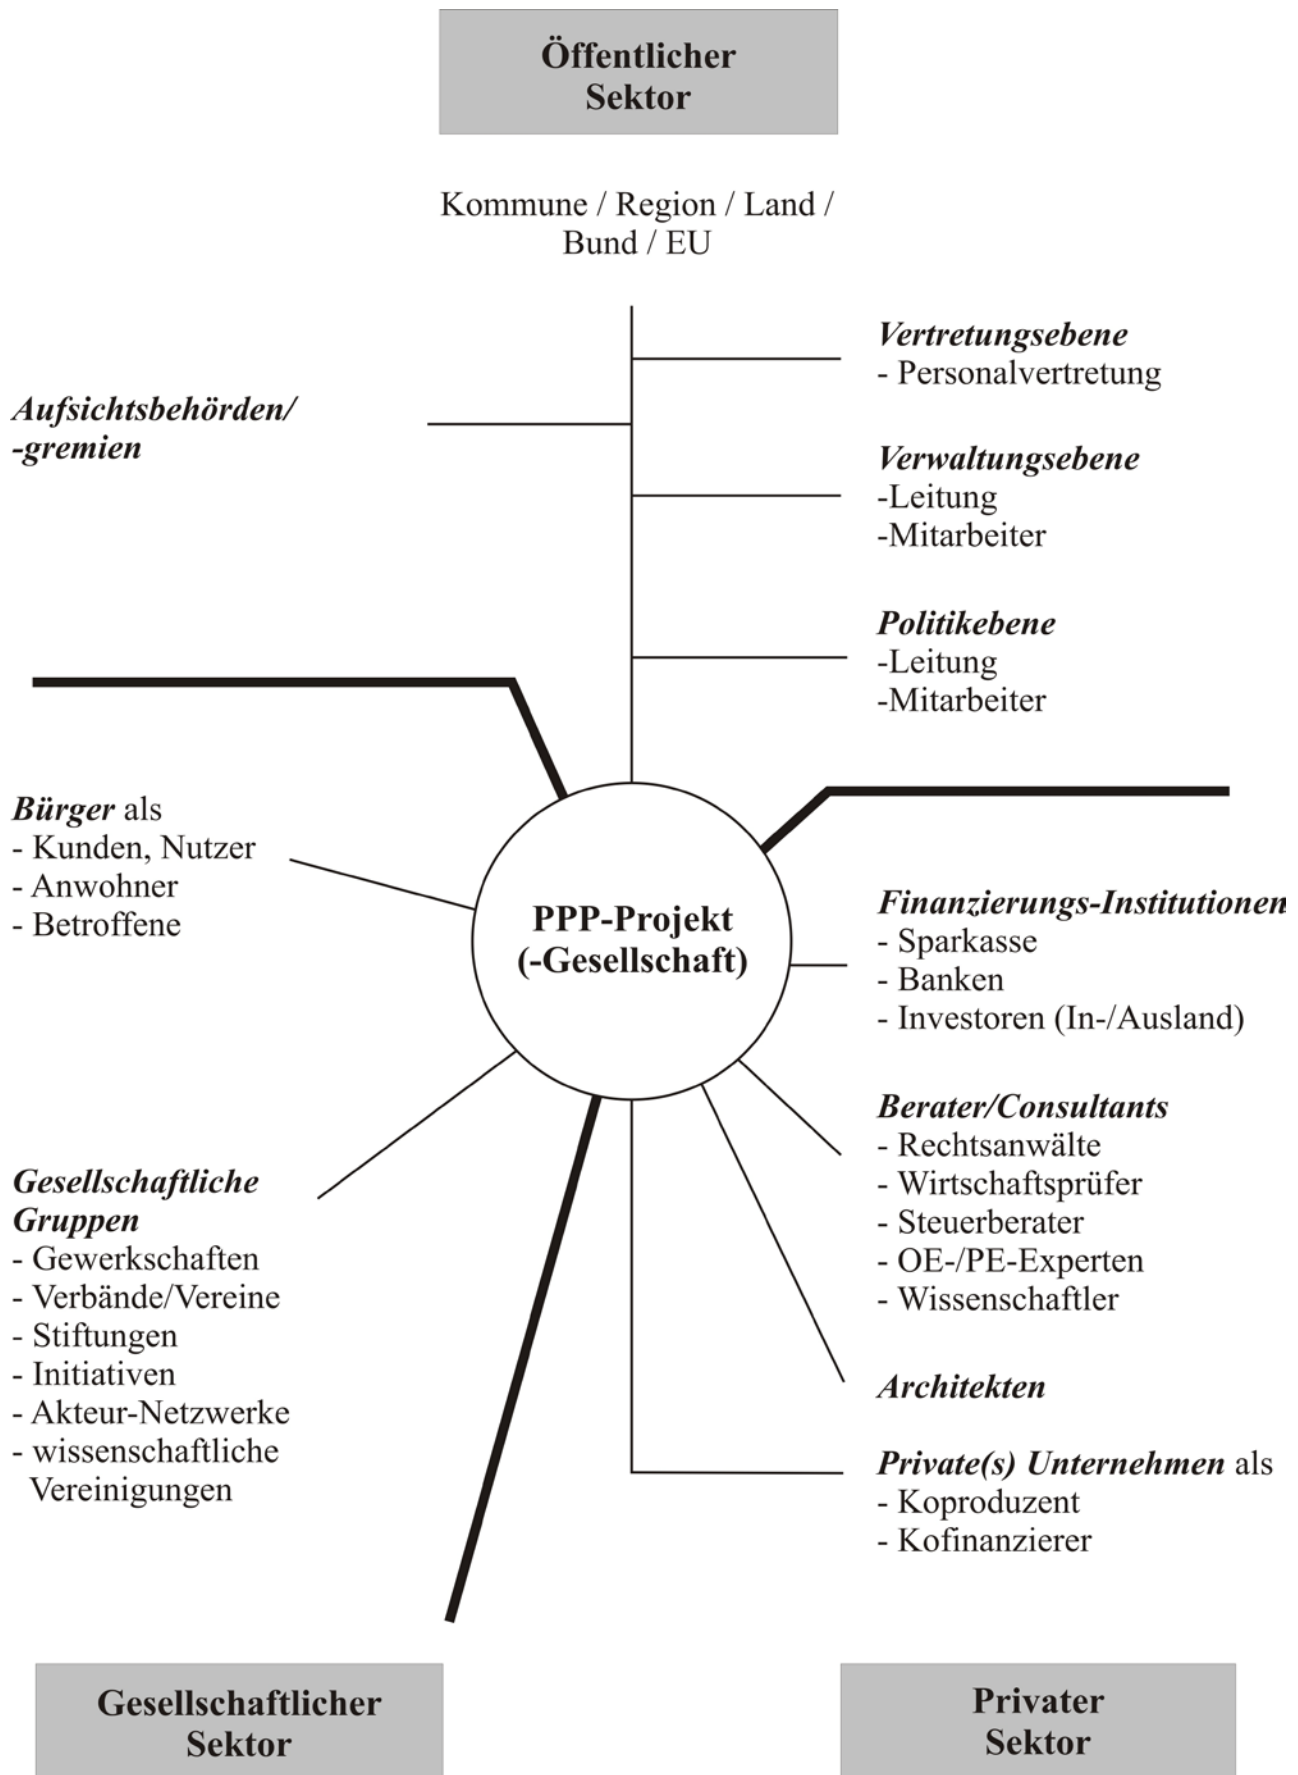 Öffentlicher
Sektor
Kommune / Region / Land /
Bund / EU
Aufsichtsbehörden/
-gremien
Vertretungsebene
- Personalvertretung
Verwaltungsebene
-Leitung
-Mitarbeiter
Politikebene
-Leitung
-Mitarbeiter
Bürger als
- Kunden, Nutzer
- Anwohner
- Betroffene
PPP-Projekt
(-Gesellschaft)
Finanzierungs-Institutionen
- Sparkasse
- Banken
- Investoren (In-/Ausland)
Berater/Consultants
- Rechtsanwälte
- Wirtschaftsprüfer
- Steuerberater
- OE-/PE-Experten
- Wissenschaftler
Architekten
Private(s) Unternehmen als
- Koproduzent
- Kofinanzierer
Gesellschaftliche
Gruppen
- Gewerkschaften
- Verbände/Vereine
- Stiftungen
- Initiativen
- Akteur-Netzwerke
- wissenschaftliche
Vereinigungen
Gesellschaftlicher
Sektor
Privater
Sektor